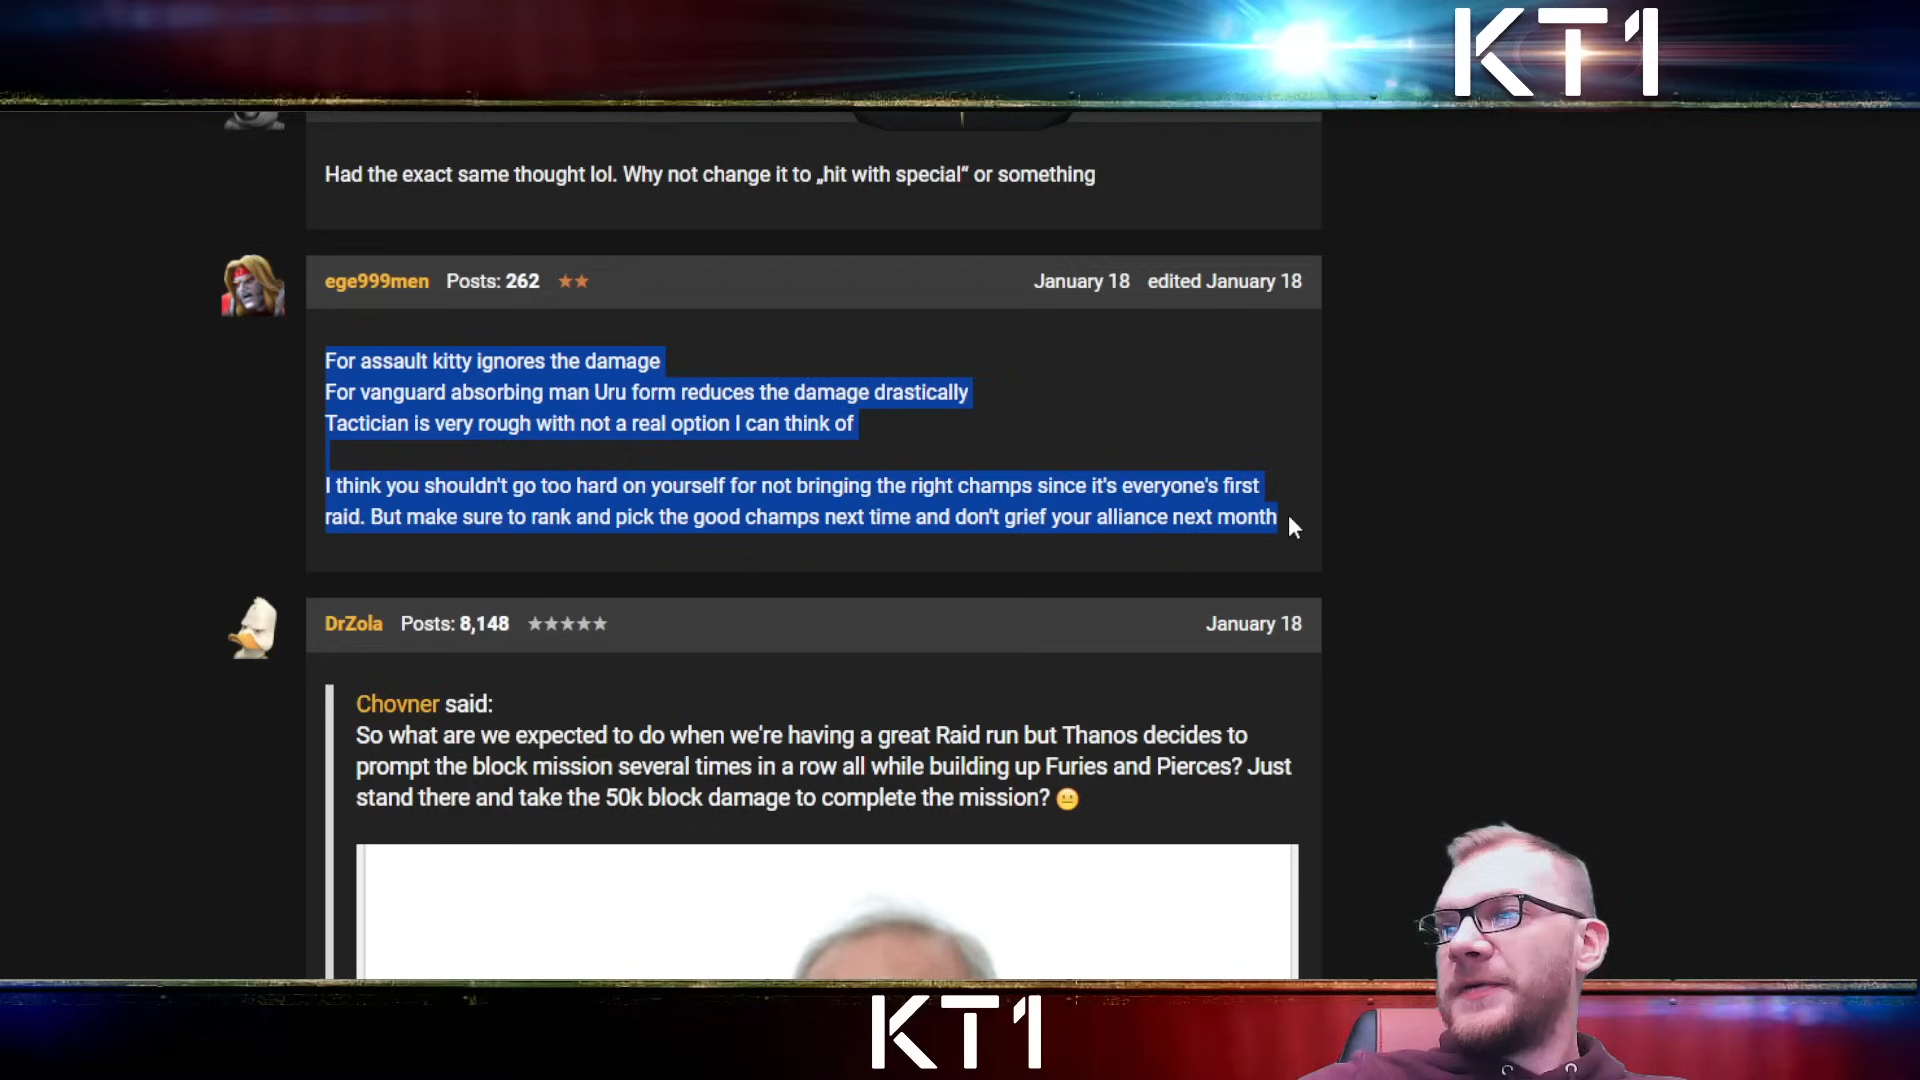 KT1
Had the exact same thought lol. Why not change it to „hit with special“ or something
ege999men Posts: 262 January 18 edited January 18
For assault kitty ignores the damage
For vanguard absorbing man Uru form reduces the damage drastically
Tactician is very rough with not a real option I can think of
I think you shouldn't go too hard on yourself for not bringing the right champs since it's everyone's first
raid. But make sure to rank and pick the good champs next time and don't grief your alliance next month
DrZola Posts: 8,148 January 18
Chovner said:
So what are we expected to do when we're having a great Raid run but Thanos decides to
prompt the block mission several times in a row all while building up Furies and Pierces? Just
stand there and take the 50k block damage to complete the mission? 😐
KT1